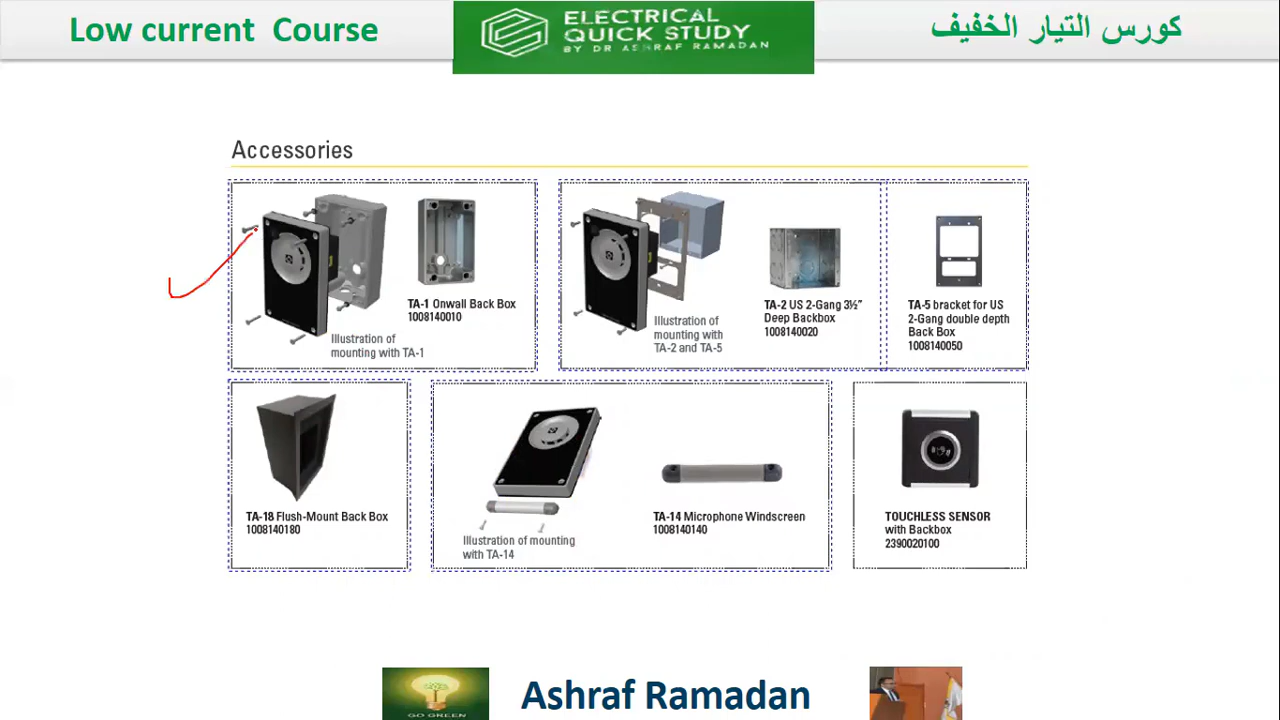 Low current Course
ELECTRICAL
QUICK STUDY
BY DR ASHRAF RAMADAN
كورس التيار الخفيف
Accessories
Illustration of
mounting with TA-1
TA-1 Onwall Back Box
1008140010
Illustration of
mounting with
TA-2 and TA-5
TA-2 US 2-Gang 3½”
Deep Backbox
1008140020
TA-5 bracket for US
2-Gang double depth
Back Box
1008140050
TA-18 Flush-Mount Back Box
1008140180
Illustration of mounting
with TA-14
TA-14 Microphone Windscreen
1008140140
TOUCHLESS SENSOR
with Backbox
2390020100
GO GREEN
Ashraf Ramadan